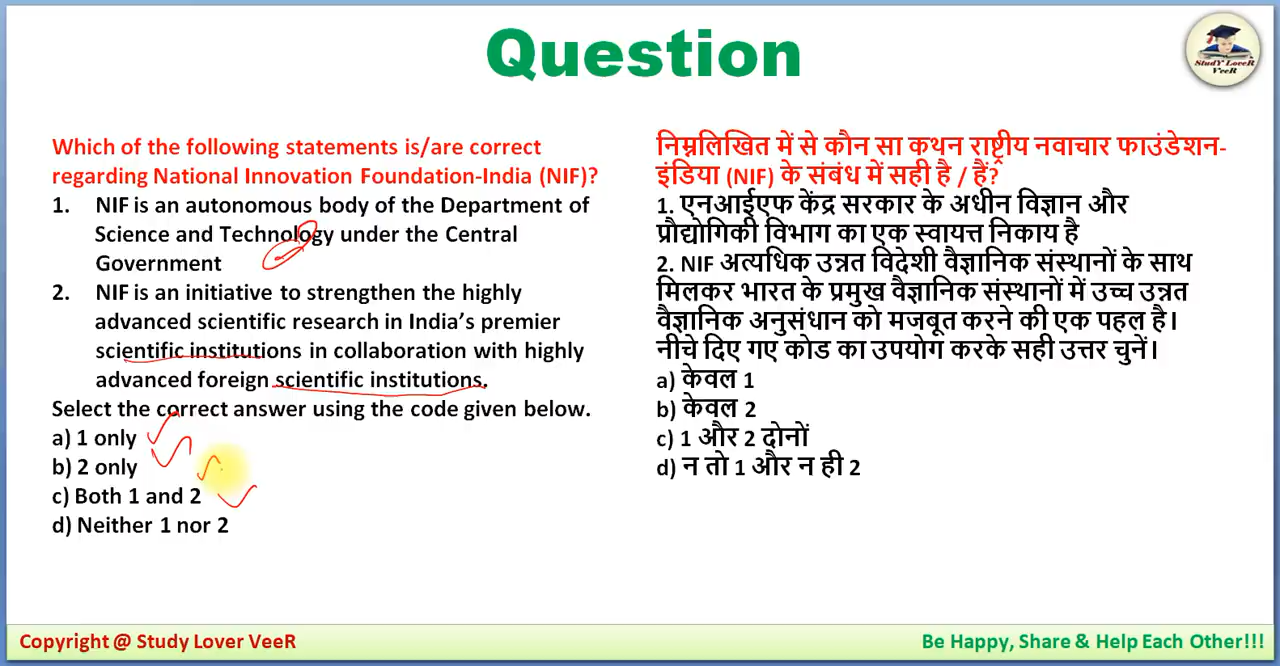 Question
StudY LoveR
VeeR
Which of the following statements is/are correct
regarding National Innovation Foundation-India (NIF)?
1. NIF is an autonomous body of the Department of
Science and Technology under the Central
Government
2. NIF is an initiative to strengthen the highly
advanced scientific research in India's premier
scientific institutions in collaboration with highly
advanced foreign scientific institutions.
Select the correct answer using the code given below.
a) 1 only
b) 2 only
c) Both 1 and 2
d) Neither 1 nor 2
निम्नलिखित में से कौन सा कथन राष्ट्रीय नवाचार फाउंडेशन-
इंडिया (NIF) के संबंध में सही है / हैं?
1. एनआईएफ केंद्र सरकार के अधीन विज्ञान और
प्रौद्योगिकी विभाग का एक स्वायत्त निकाय है
2. NIF अत्यधिक उन्नत विदेशी वैज्ञानिक संस्थानों के साथ
मिलकर भारत के प्रमुख वैज्ञानिक संस्थानों में उच्च उन्नत
वैज्ञानिक अनुसंधान को मजबूत करने की एक पहल है।
नीचे दिए गए कोड का उपयोग करके सही उत्तर चुनें।
a) केवल 1
b) केवल 2
c) 1 और 2 दोनों
d) न तो 1 और न ही 2
Copyright @ Study Lover VeeR
Be Happy, Share & Help Each Other!!!